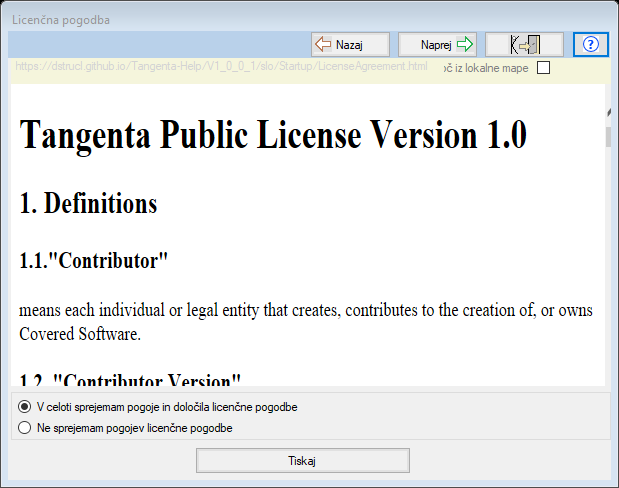 Licenčna pogodba
Nazaj
Naprej
?
https://dstrucl.github.io/Tangenta-Help/V1_0_0_1/slo/Startup/LicenseAgreement.html
iz lokalne mape
Tangenta Public License Version 1.0
1. Definitions
1.1."Contributor"
means each individual or legal entity that creates, contributes to the creation of, or owns
Covered Software.
1.2. "Contributor Version"
V celoti sprejemam pogoje in določila licenčne pogodbe
Ne sprejemam pogojev licenčne pogodbe
Tiskaj